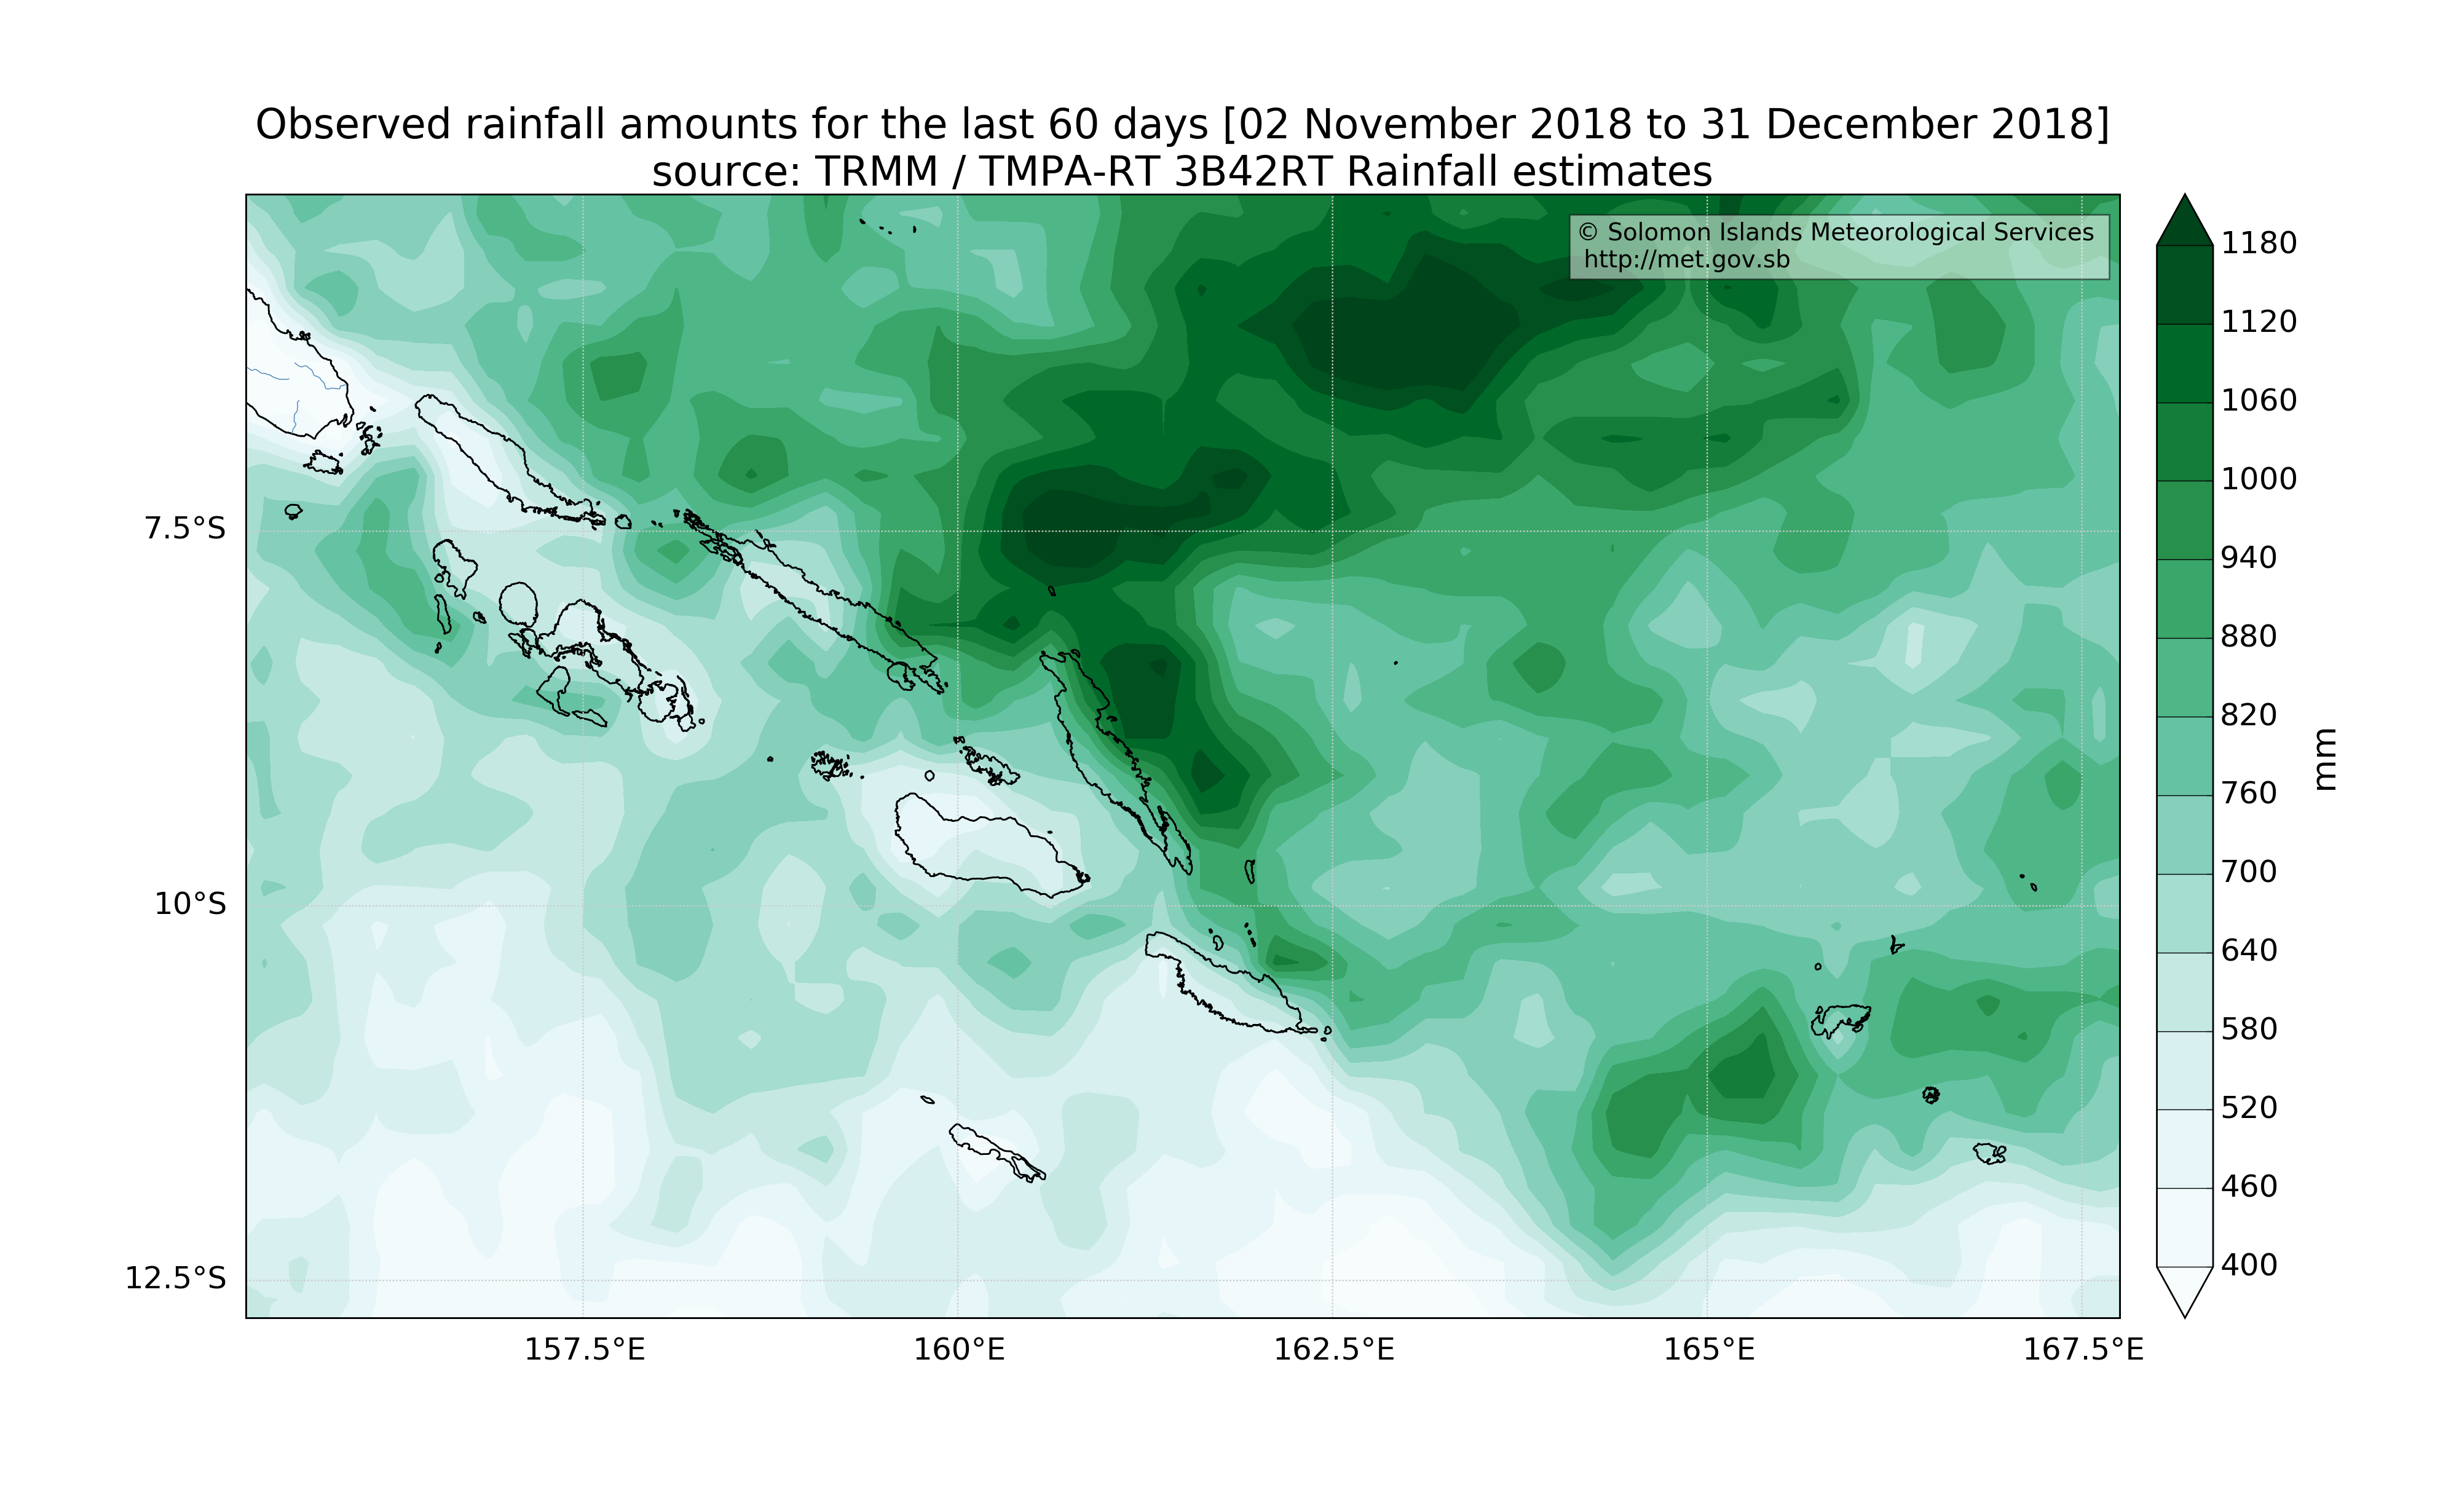 Observed rainfall amounts for the last 60 days [02 November 2018 to 31 December 2018]
source: TRMM / TMPA-RT 3B42RT Rainfall estimates
© Solomon Islands Meteorological Services
http://met.gov.sb
7.5°S
10°S
12.5°S
157.5°E
160°E
162.5°E
165°E
167.5°E
1180
1120
1060
1000
940
880
820
760
700
640
580
520
460
400
mm